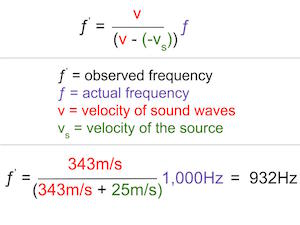 f' = v / (v - (-vₛ)) f
f' = observed frequency
f = actual frequency
v = velocity of sound waves
vₛ = velocity of the source
f' = 343m/s / (343m/s + 25m/s) 1,000Hz = 932Hz